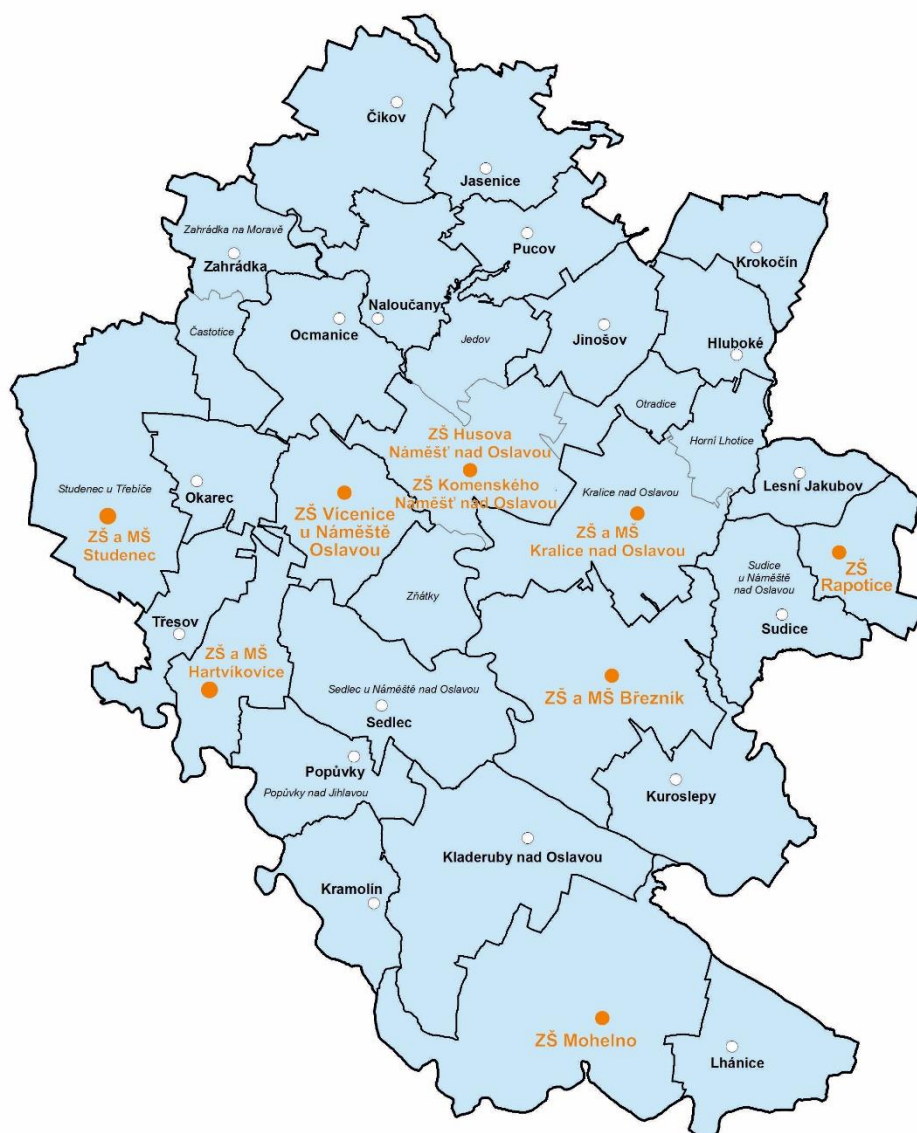 Čikov
Jasenice
Zahrádka na Moravě
Zahrádka
Pucov
Krokočín
Naloučany
Častotice
Ocmanice
Jedov
Jinošov
Hluboké
Otradice
ZŠ Husova
Náměšť nad Oslavou
ZŠ Komenského
Náměšť nad Oslavou
Horní Lhotice
Studenec u Třebíče
Okarec
Kralice nad Oslavou
Lesní Jakubov
ZŠ a MŠ
Studenec
ZŠ Vícenice
u Náměště
Oslavou
ZŠ a MŠ
Kralice nad Oslavou
Sudice
u Náměště
nad Oslavou
ZŠ
Rapotice
Zňátky
Třesov
Sudice
ZŠ a MŠ
Hartvíkovice
Sedlec u Náměště nad Oslavou
Sedlec
ZŠ a MŠ Březník
Popůvky
Popůvky nad Jihlavou
Kuroslepy
Kladeruby nad Oslavou
Kramolín
ZŠ Mohelno
Lhánice